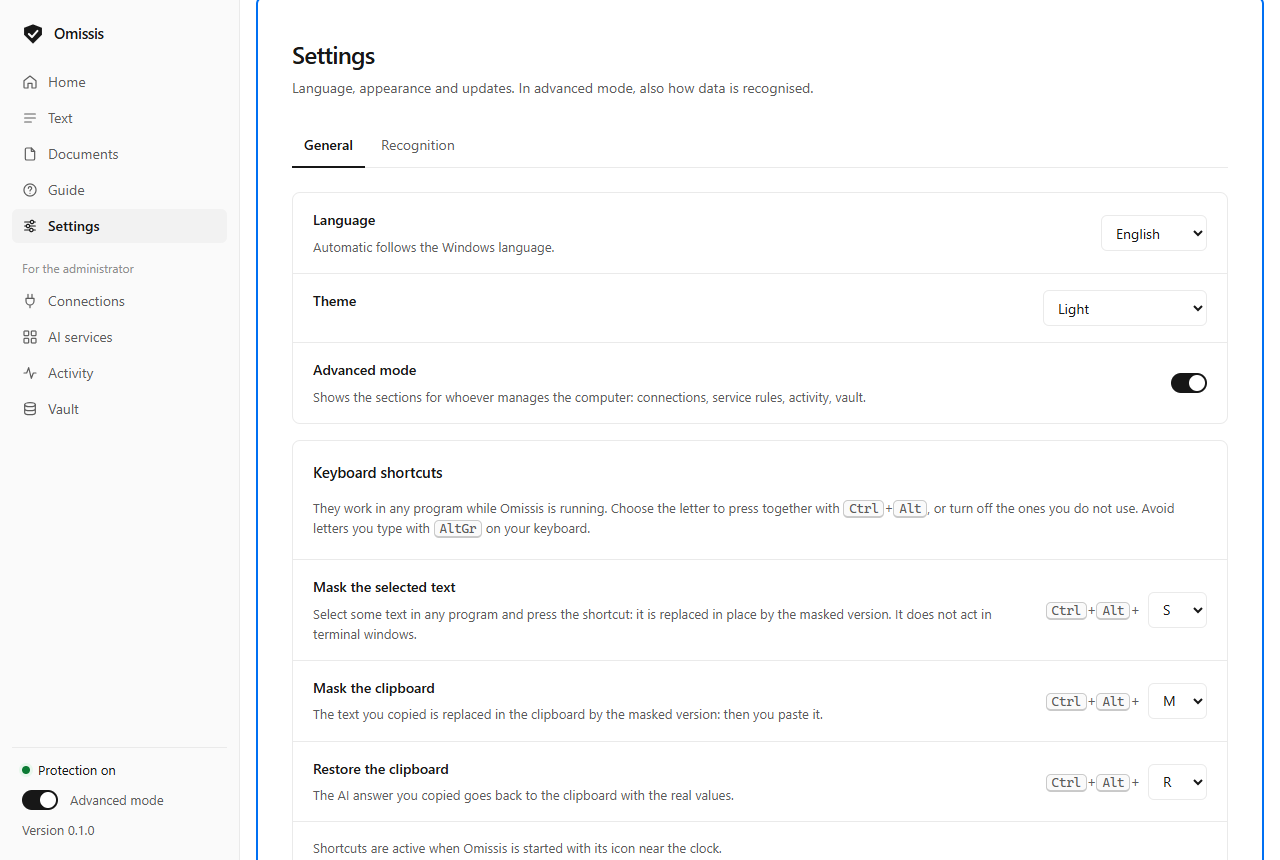 Omissis
Home
Text
Documents
Guide
Settings
For the administrator
Connections
AI services
Activity
Vault
Protection on
Advanced mode
Version 0.1.0
Settings
Language, appearance and updates. In advanced mode, also how data is recognised.
General
Recognition
Language
Automatic follows the Windows language.
English
Theme
Light
Advanced mode
Shows the sections for whoever manages the computer: connections, service rules, activity, vault.
Keyboard shortcuts
They work in any program while Omissis is running. Choose the letter to press together with Ctrl + Alt, or turn off the ones you do not use. Avoid
letters you type with AltGr on your keyboard.
Mask the selected text
Select some text in any program and press the shortcut: it is replaced in place by the masked version. It does not act in
terminal windows.
Ctrl + Alt + S
Mask the clipboard
The text you copied is replaced in the clipboard by the masked version: then you paste it.
Ctrl + Alt + M
Restore the clipboard
The AI answer you copied goes back to the clipboard with the real values.
Ctrl + Alt + R
Shortcuts are active when Omissis is started with its icon near the clock.